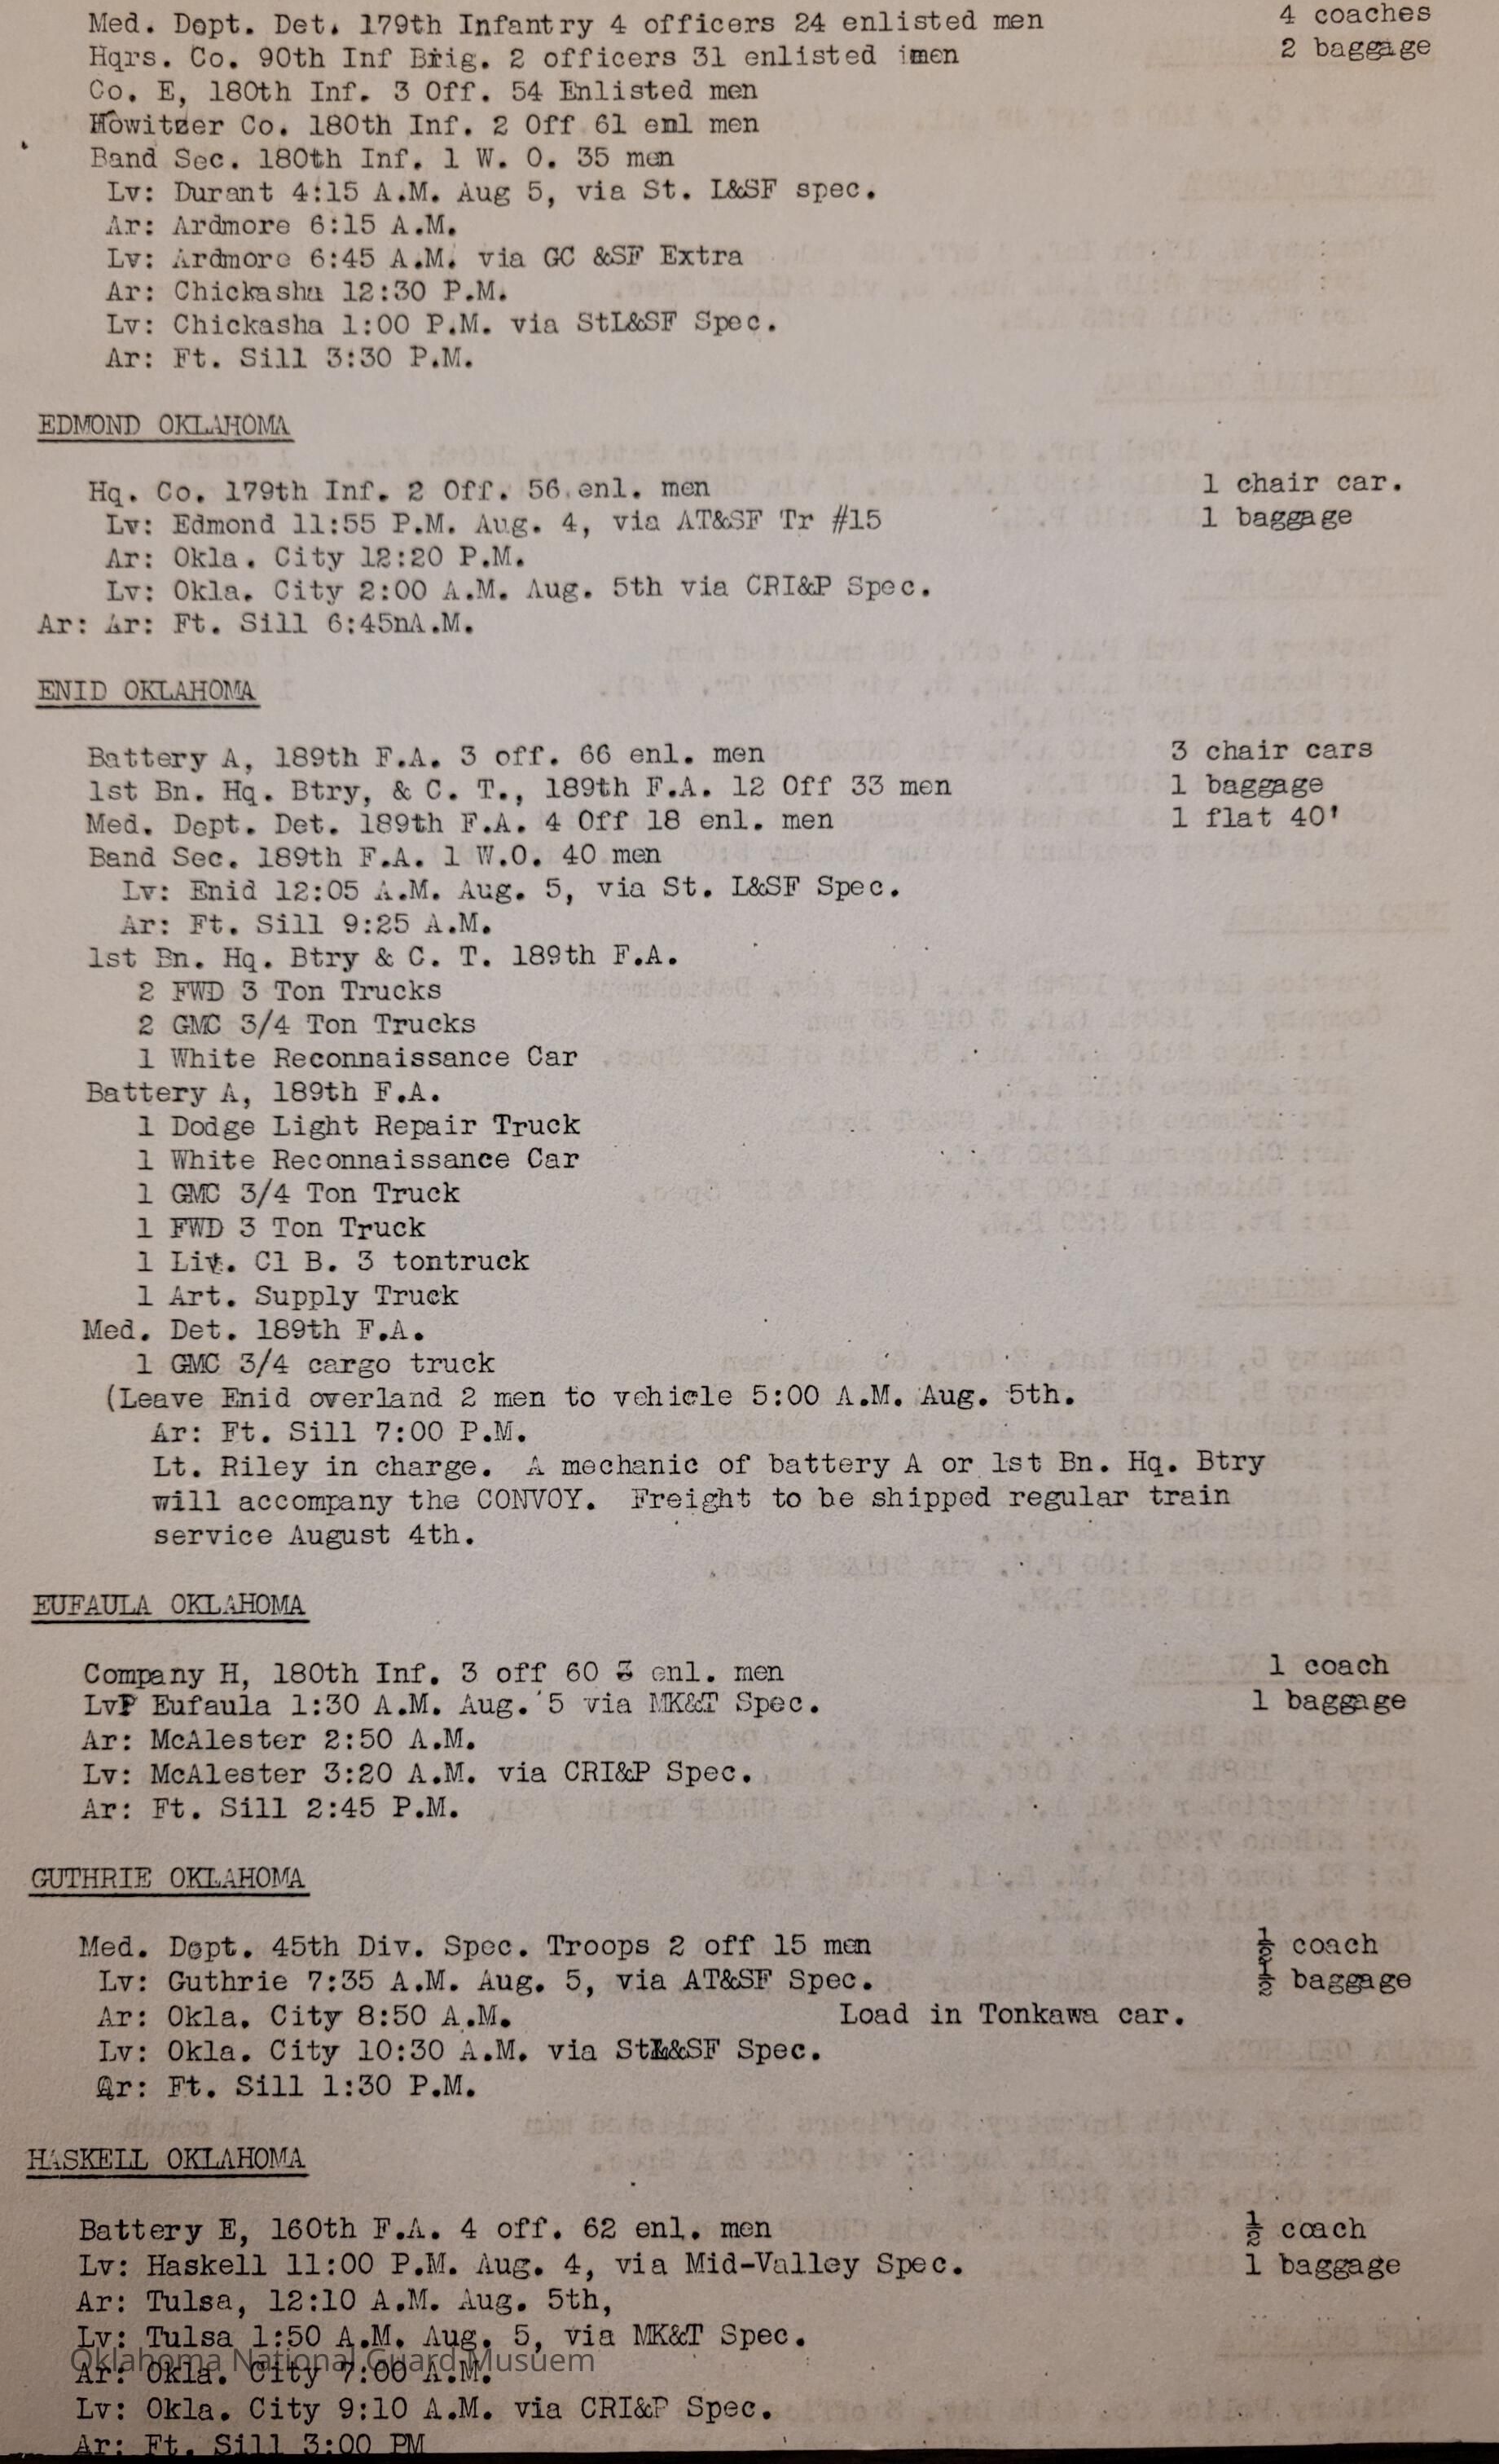 Med. Dept. Det. 179th Infantry 4 officers 24 enlisted men 4 coaches
Hqrs. Co. 90th Inf Brig. 2 officers 31 enlisted imen 2 baggage
Co. E, 180th Inf. 3 Off. 54 Enlisted men
Howitzer Co. 180th Inf. 2 Off 61 enl men
Band Sec. 180th Inf. 1 W. O. 35 men
Lv: Durant 4:15 A.M. Aug 5, via St. L&SF spec.
Ar: Ardmore 6:15 A.M.
Lv: Ardmore 6:45 A.M. via GC &SF Extra
Ar: Chickasha 12:30 P.M.
Lv: Chickasha 1:00 P.M. via StL&SF Spec.
Ar: Ft. Sill 3:30 P.M.
EDMOND OKLAHOMA
Hq. Co. 179th Inf. 2 Off. 56 enl. men 1 chair car.
Lv: Edmond 11:55 P.M. Aug. 4, via AT&SF Tr #15 1 baggage
Ar: Okla. City 12:20 P.M.
Lv: Okla. City 2:00 A.M. Aug. 5th via CRI&P Spec.
Ar: Ar: Ft. Sill 6:45nA.M.
ENID OKLAHOMA
Battery A, 189th F.A. 3 off. 66 enl. men 3 chair cars
1st Bn. Hq. Btry, & C. T., 189th F.A. 12 Off 33 men 1 baggage
Med. Dept. Det. 189th F.A. 4 Off 18 enl. men 1 flat 40'
Band Sec. 189th F.A. 1 W.O. 40 men
Lv: Enid 12:05 A.M. Aug. 5, via St. L&SF Spec.
Ar: Ft. Sill 9:25 A.M.
1st Bn. Hq. Btry & C. T. 189th F.A.
2 FWD 3 Ton Trucks
2 GMC 3/4 Ton Trucks
1 White Reconnaissance Car
Battery A, 189th F.A.
1 Dodge Light Repair Truck
1 White Reconnaissance Car
1 GMC 3/4 Ton Truck
1 FWD 3 Ton Truck
1 Cl B. 3 tontruck
1 Art. Supply Truck
Med. Det. 189th F.A.
1 GMC 3/4 cargo truck
(Leave Enid overland 2 men to vehicle 5:00 A.M. Aug. 5th.
Ar: Ft. Sill 7:00 P.M.
Lt. Riley in charge. A mechanic of battery A or 1st Bn. Hq. Btry
will accompany the CONVOY. Freight to be shipped regular train
service August 4th.
EUFAULA OKLAHOMA
Company H, 180th Inf. 3 off 60 enl. men 1 coach
LvP Eufaula 1:30 A.M. Aug. 5 via MK&T Spec. 1 baggage
Ar: McAlester 2:50 A.M.
Lv: McAlester 3:20 A.M. via CRI&P Spec.
Ar: Ft. Sill 2:45 P.M.
GUTHRIE OKLAHOMA
Med. Dept. 45th Div. Spec. Troops 2 off 15 men ½ coach
Lv: Guthrie 7:35 A.M. Aug. 5, via AT&SF Spec. ½ baggage
Ar: Okla. City 8:50 A.M. Load in Tonkawa car.
Lv: Okla. City 10:30 A.M. via StL&SF Spec.
Ar: Ft. Sill 1:30 P.M.
HASKELL OKLAHOMA
Battery E, 160th F.A. 4 off. 62 enl. men ½ coach
Lv: Haskell 11:00 P.M. Aug. 4, via Mid-Valley Spec. 1 baggage
Ar: Tulsa, 12:10 A.M. Aug. 5th,
Lv: Tulsa 1:50 A.M. Aug. 5, via MK&T Spec.
Oklahoma National Guard Musuem
Ar: Okla. City 7:00 A.M.
Lv: Okla. City 9:10 A.M. via CRI&P Spec.
Ar: Ft. Sill 3:00 PM